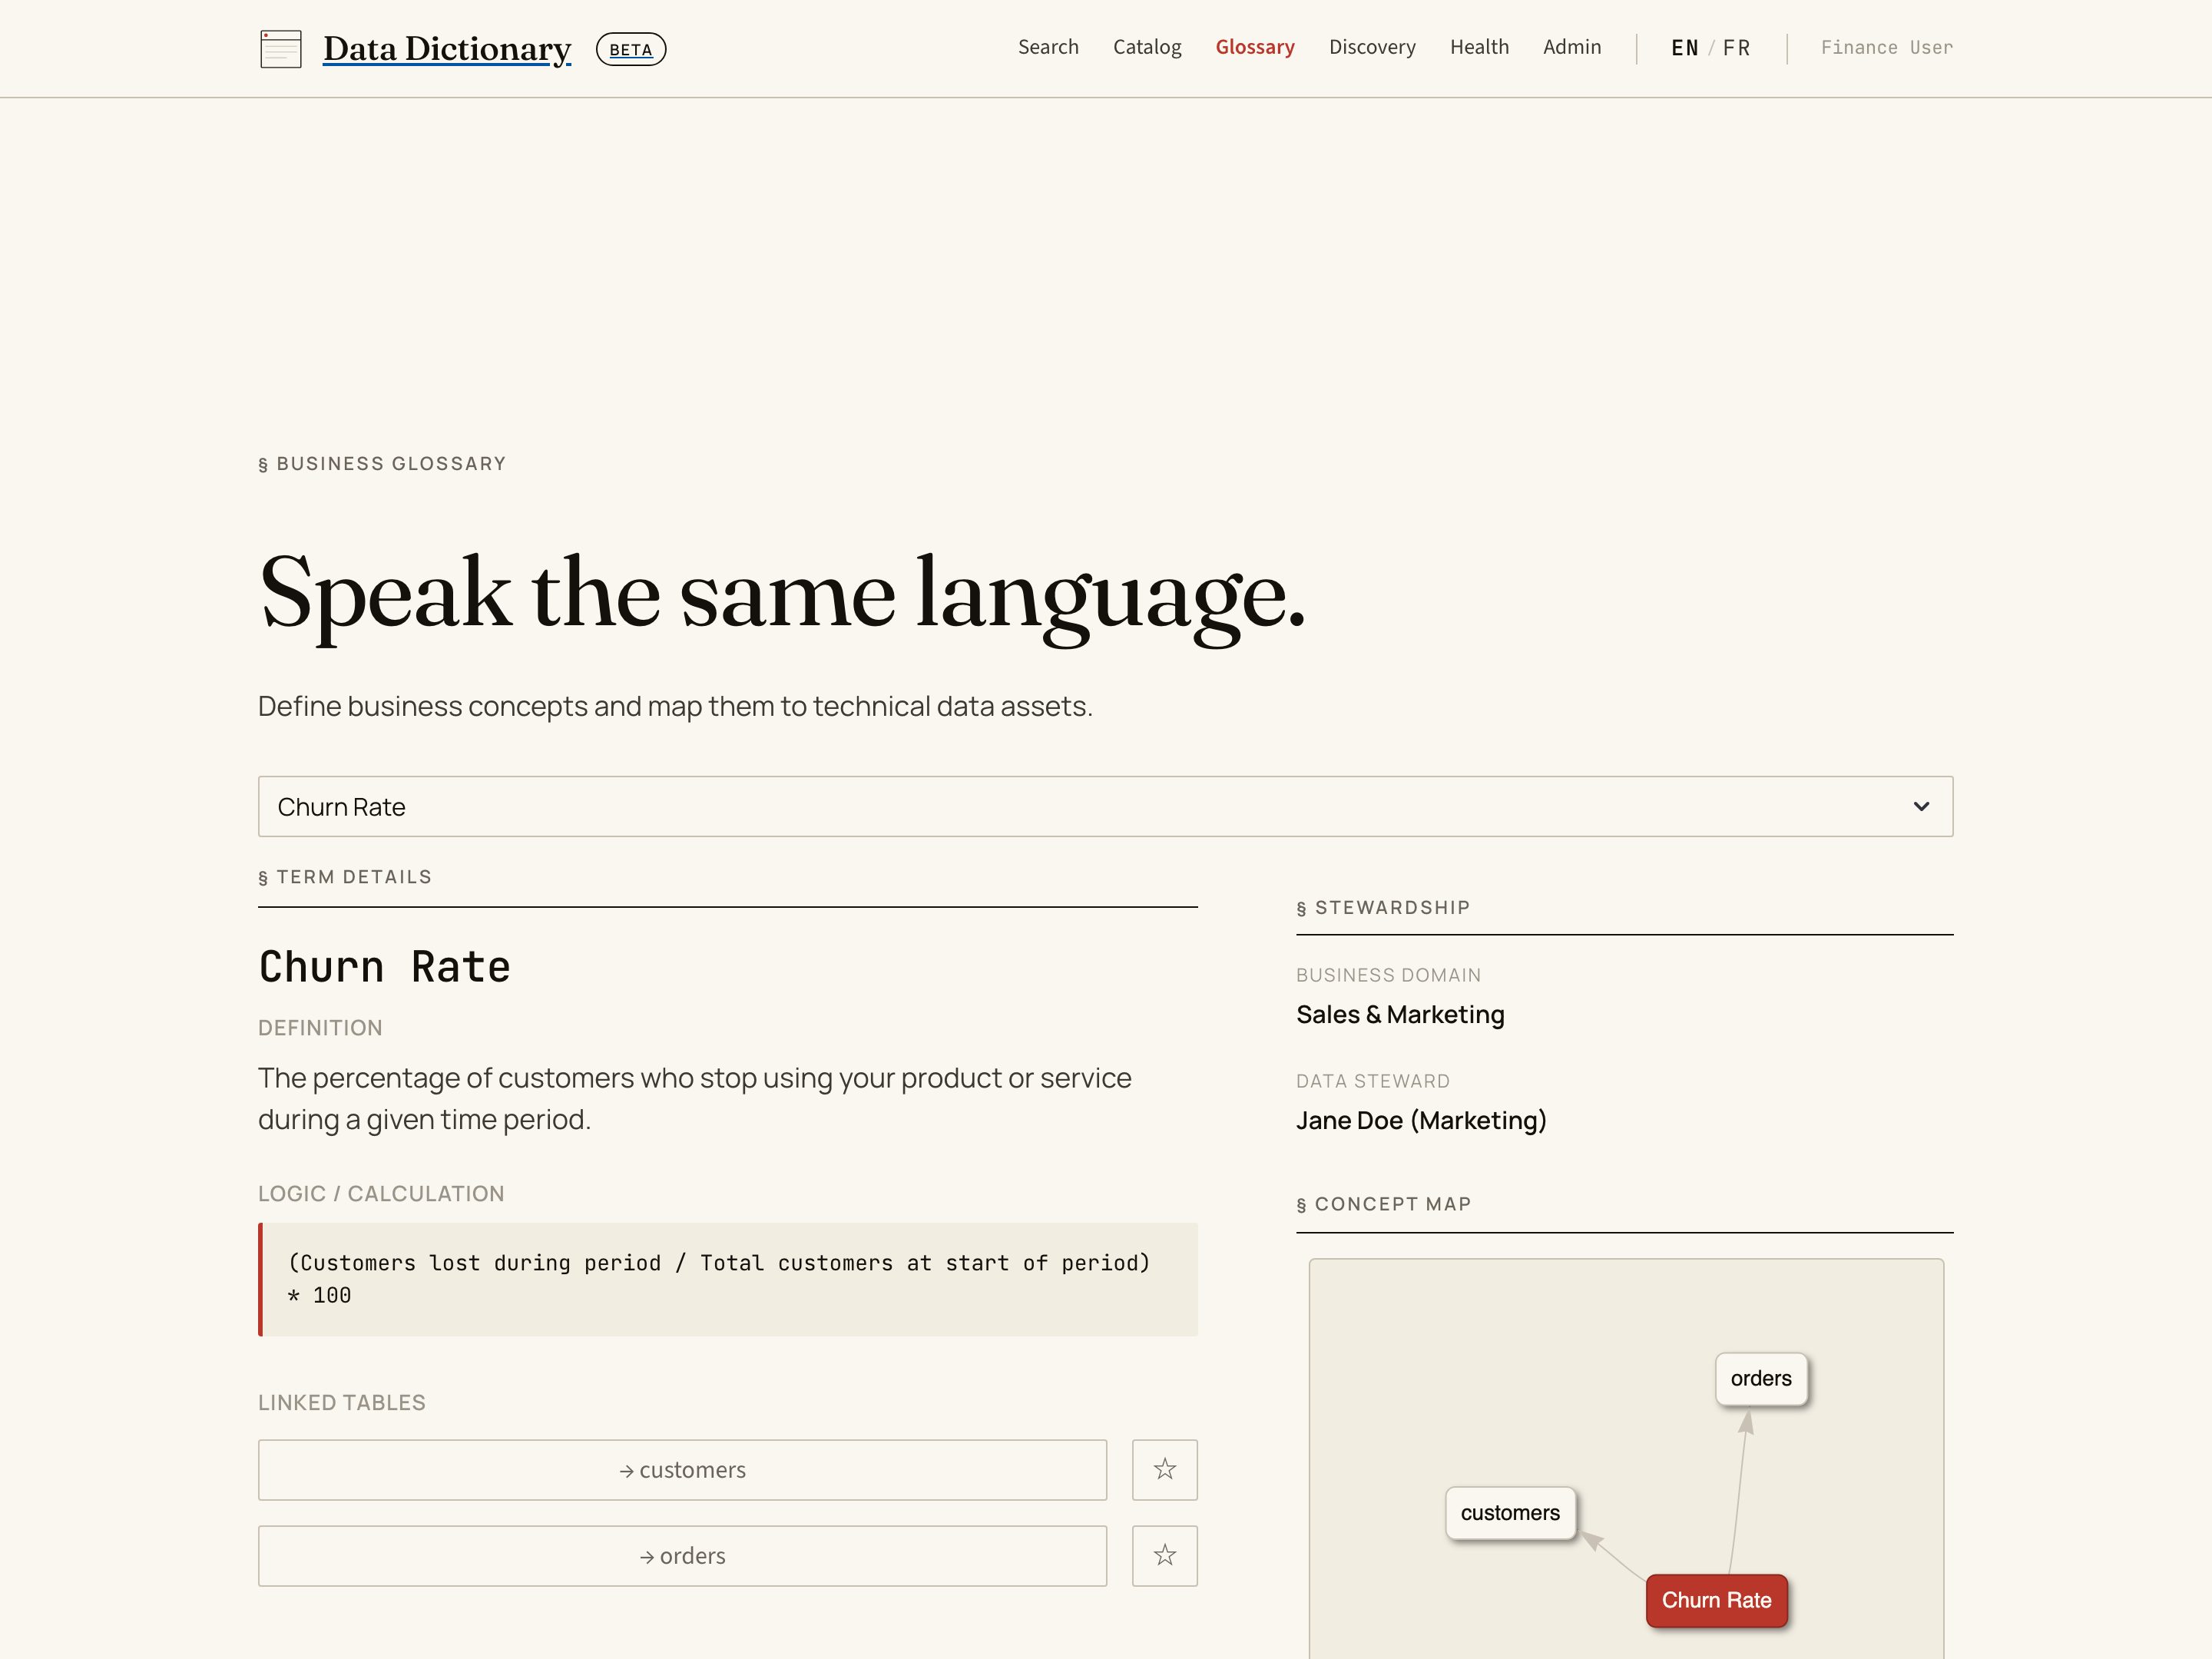 Data Dictionary BETA
Search Catalog Glossary Discovery Health Admin EN / FR Finance User
§ BUSINESS GLOSSARY
Speak the same language.
Define business concepts and map them to technical data assets.
Churn Rate
§ TERM DETAILS
Churn Rate
DEFINITION
The percentage of customers who stop using your product or service
during a given time period.
LOGIC / CALCULATION
(Customers lost during period / Total customers at start of period)
* 100
LINKED TABLES
→ customers ☆
→ orders ☆
§ STEWARDSHIP
BUSINESS DOMAIN
Sales & Marketing
DATA STEWARD
Jane Doe (Marketing)
§ CONCEPT MAP
orders
customers
Churn Rate